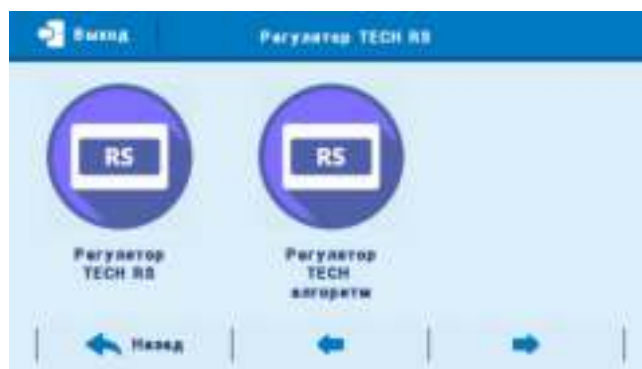 Выход
Регулятор TECH RS
RS
RS
Регулятор
TECH RS
Регулятор
TECH
алгоритм
Назад